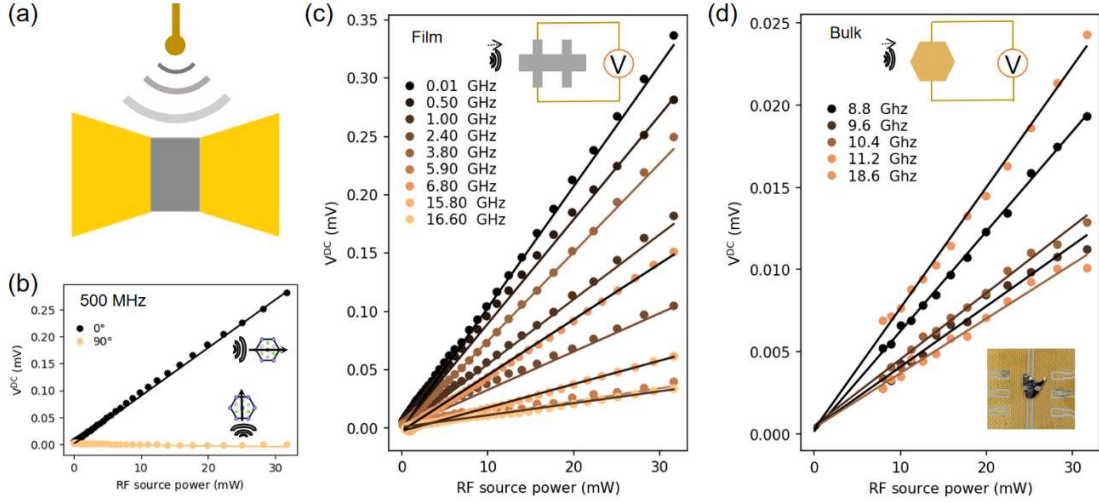 (a)
(b)
500 MHz
0°
90°
V^DC (mV)
0.25
0.20
0.15
0.10
0.05
0.00
0
10
20
30
RF source power (mW)
(c)
Film
V
0.01 GHz
0.50 GHz
1.00 GHz
2.40 GHz
3.80 GHz
5.90 GHz
6.80 GHz
15.80 GHz
16.60 GHz
V^DC (mV)
0.35
0.30
0.25
0.20
0.15
0.10
0.05
0.00
0
5
10
15
20
25
30
RF source power (mW)
(d)
Bulk
V
8.8 Ghz
9.6 Ghz
10.4 Ghz
11.2 Ghz
18.6 Ghz
V^DC (mV)
0.025
0.020
0.015
0.010
0.005
0.000
0
10
20
30
RF source power (mW)